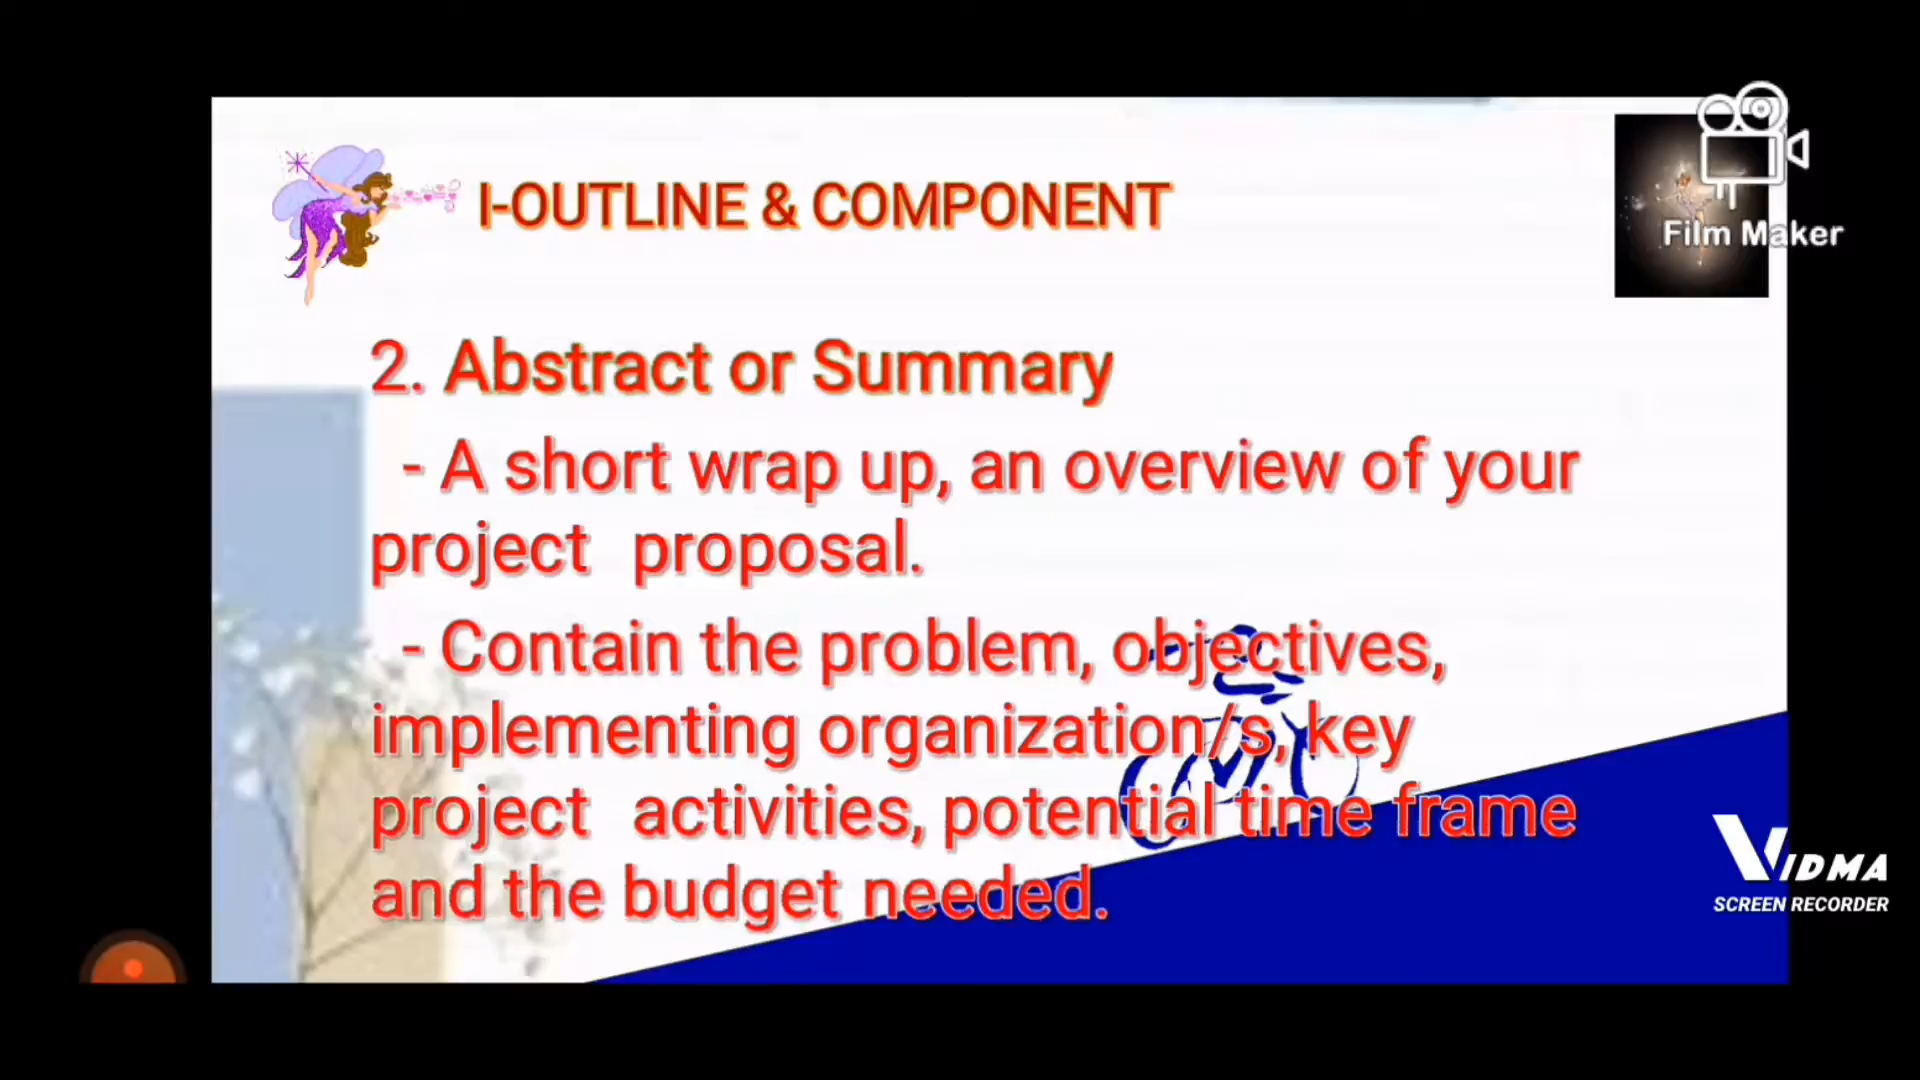 I-OUTLINE & COMPONENT
Film Maker
2. Abstract or Summary
- A short wrap up, an overview of your
project proposal.
- Contain the problem, objectives,
implementing organization/s, key
project activities, potential time frame
and the budget needed.
VIDMA
SCREEN RECORDER